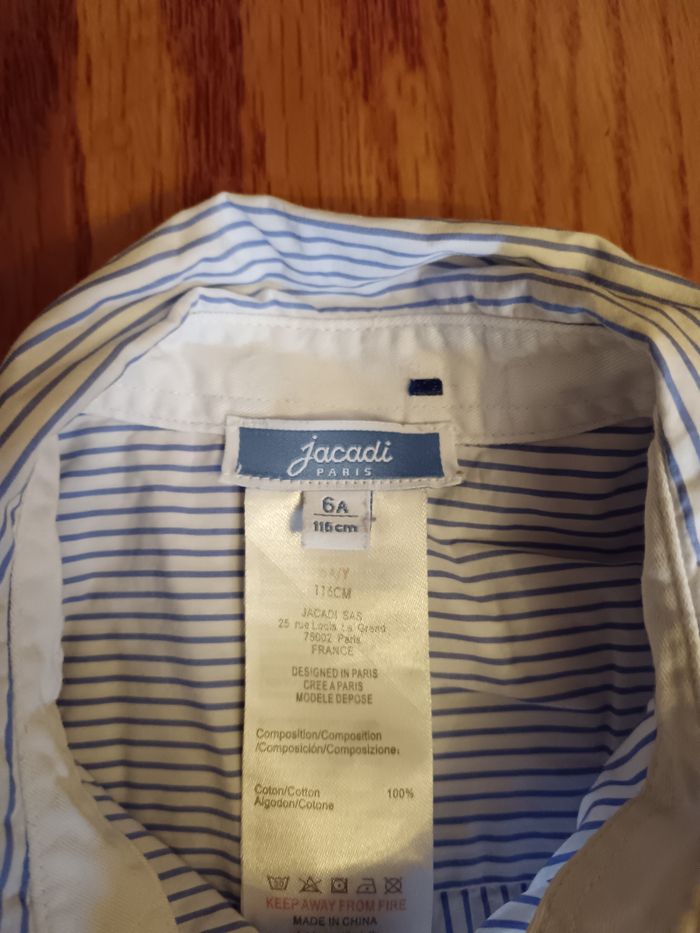 jacadi
PARIS
6A
116cm
A/Y
116CM
JACADI SAS
25 rue Louis Le Grand
75002 Paris
FRANCE
DESIGNED IN PARIS
CREE A PARIS
MODELE DEPOSE
Composition/Composition
/Composición/Composizione:
Coton/Cotton 100%
Algodon/Cotone
KEEP AWAY FROM FIRE
MADE IN CHINA